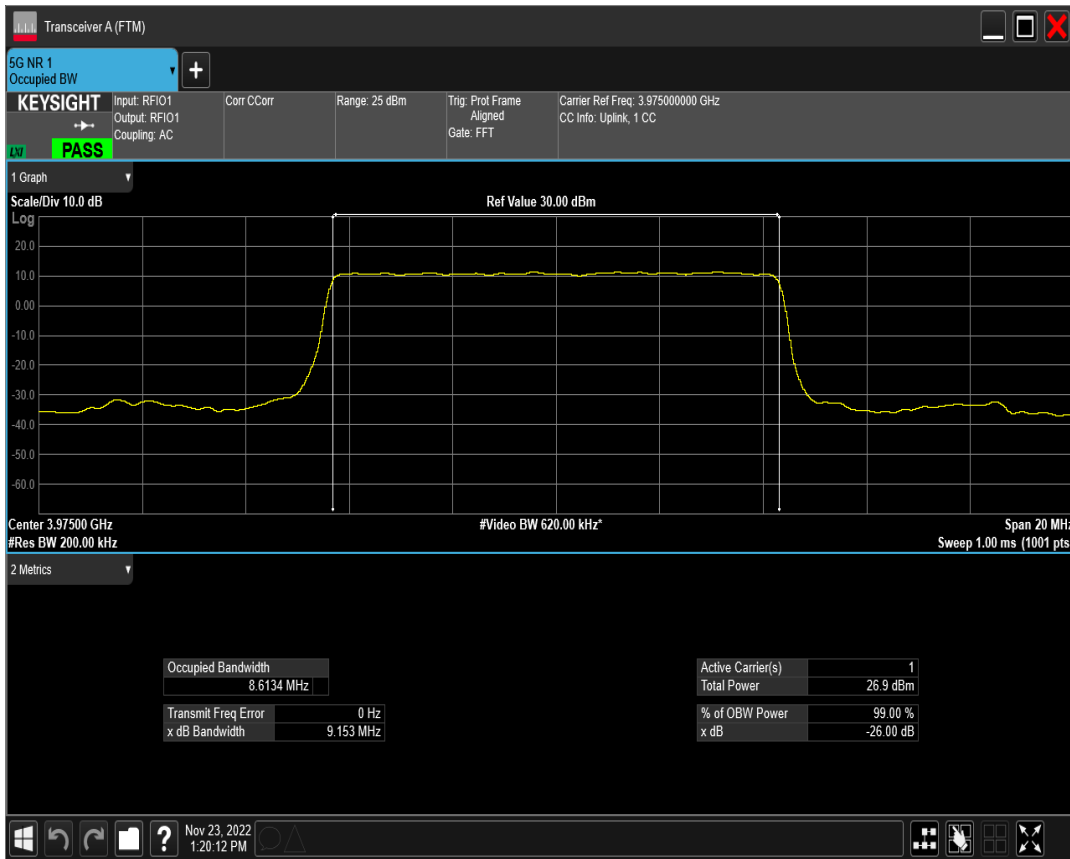 Transceiver A (FTM)
5G NR 1
Occupied BW
KEYSIGHT
LXI
PASS
Input: RFIO1
Output: RFIO1
Coupling: AC
Corr CCorr
Range: 25 dBm
Trig: Prot Frame
Aligned
Gate: FFT
Carrier Ref Freq: 3.975000000 GHz
CC Info: Uplink, 1 CC
1 Graph
Scale/Div 10.0 dB
Ref Value 30.00 dBm
Log
20.0
10.0
0.00
-10.0
-20.0
-30.0
-40.0
-50.0
-60.0
Center 3.97500 GHz
#Video BW 620.00 kHz*
Span 20 MHz
#Res BW 200.00 kHz
Sweep 1.00 ms (1001 pts
2 Metrics
Occupied Bandwidth
8.6134 MHz
Active Carrier(s) 1
Total Power 26.9 dBm
Transmit Freq Error 0 Hz
x dB Bandwidth 9.153 MHz
% of OBW Power 99.00 %
x dB -26.00 dB
?
Nov 23, 2022
1:20:12 PM